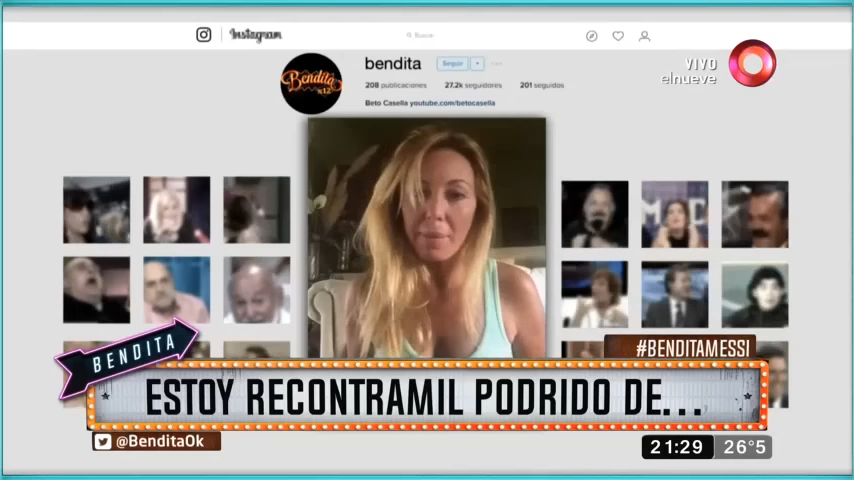 Instagram
Buscar
bendita
Seguir
Bendita
n12
208 publicaciones 27.2k seguidores 201 seguidos
Beto Casella youtube.com/betocasella
VIVO
elnueve
#BENDITAMESSI
BENDITA
ESTOY RECONTRAMIL PODRIDO DE...
@BenditaOk
21:29 26°5